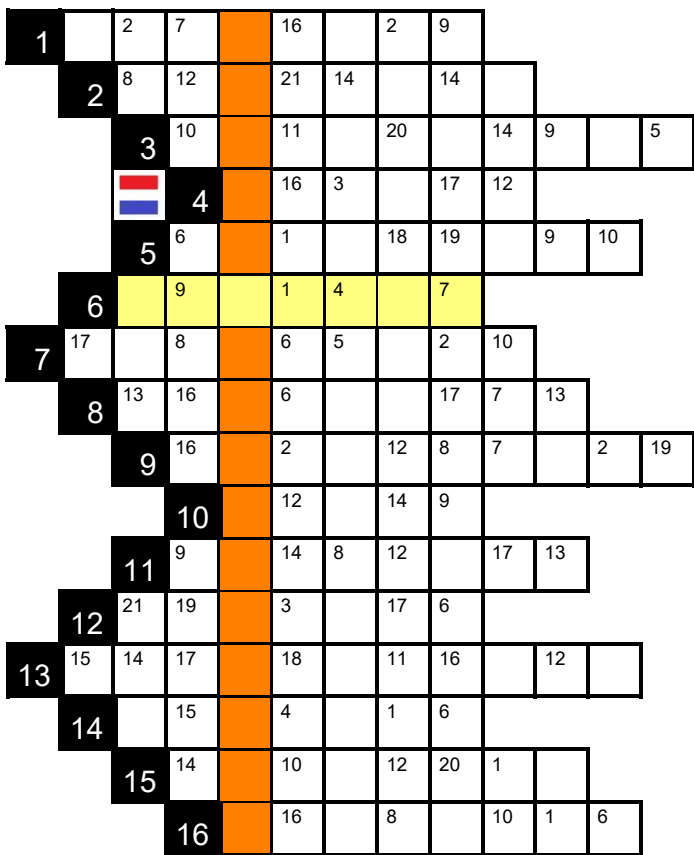 1 2 7 16 2 9
2 8 12 21 14 14
3 10 11 20 14 9 5
4 16 3 17 12
5 6 1 18 19 9 10
6 9 1 4 7
7 17 8 6 5 2 10
8 13 16 6 17 7 13
9 16 2 12 8 7 2 19
10 12 14 9
11 9 14 8 12 17 13
12 21 19 3 17 6
13 15 14 17 18 11 16 12
14 15 4 1 6
15 14 10 12 20 1
16 16 8 10 1 6